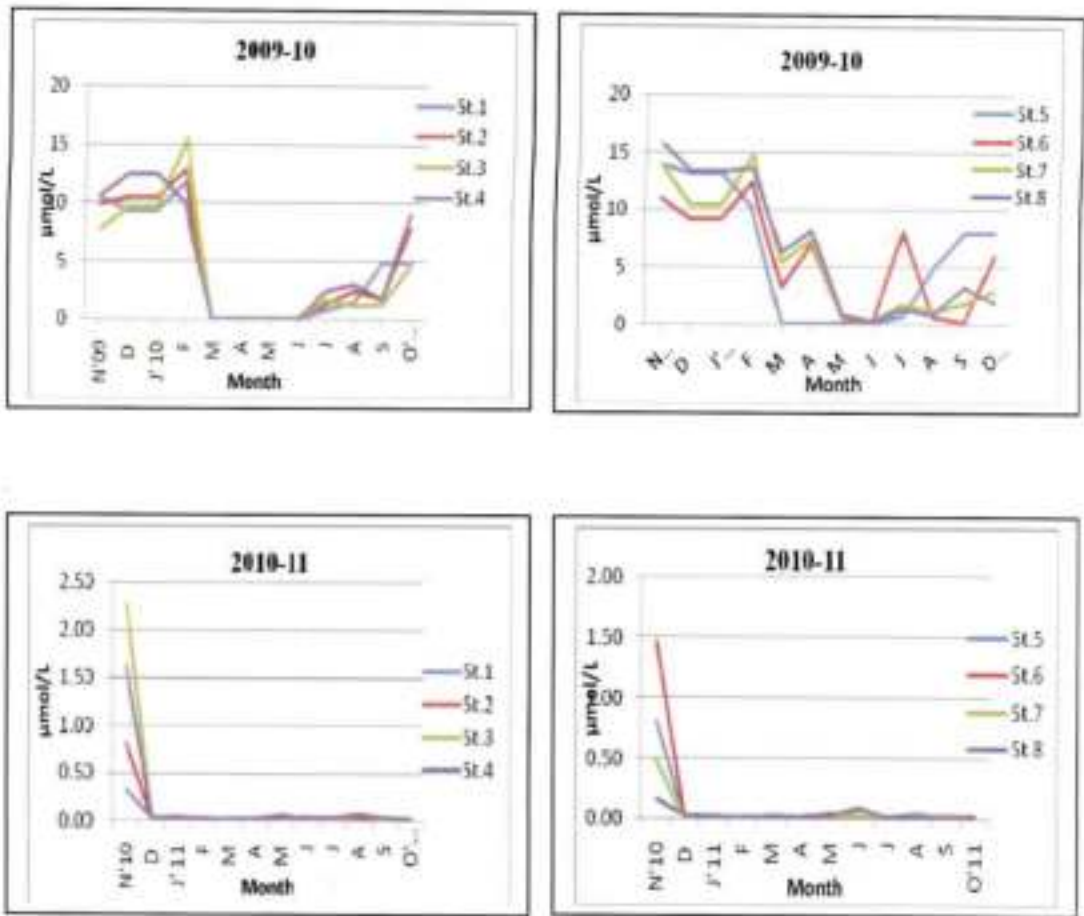 2009-10
20
15
10
5
0
µmol/L
St.1
St.2
St.3
St.4
N'09
D
J'10
F
M
A
M
J
J
A
S
O'...
Month
2009-10
20
15
10
5
0
µmol/L
St.5
St.6
St.7
St.8
N...
D
J'...
F
M
A
M
J
J
A
S
O...
Month
2010-11
2.50
2.00
1.50
1.00
0.50
0.00
µmol/L
St.1
St.2
St.3
St.4
N'10
D
J'11
F
M
A
M
J
J
A
S
O'...
Month
2010-11
2.00
1.50
1.00
0.50
0.00
µmol/L
St.5
St.6
St.7
St.8
N'10
D
J'11
F
M
A
M
J
J
A
S
O'11
Month